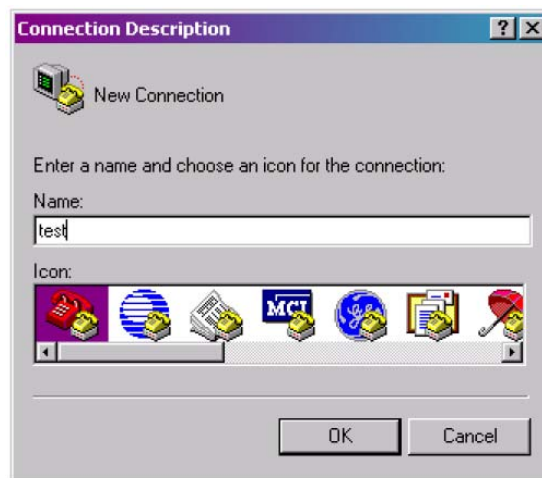 Connection Description
New Connection
Enter a name and choose an icon for the connection:
Name:
test
Icon:
MCI
OK
Cancel